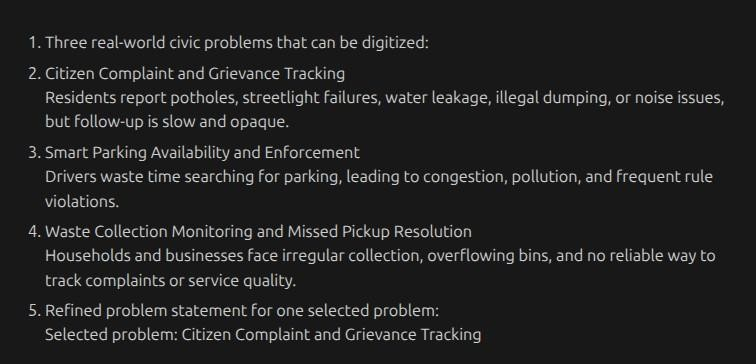 1. Three real-world civic problems that can be digitized:
2. Citizen Complaint and Grievance Tracking
Residents report potholes, streetlight failures, water leakage, illegal dumping, or noise issues,
but follow-up is slow and opaque.
3. Smart Parking Availability and Enforcement
Drivers waste time searching for parking, leading to congestion, pollution, and frequent rule
violations.
4. Waste Collection Monitoring and Missed Pickup Resolution
Households and businesses face irregular collection, overflowing bins, and no reliable way to
track complaints or service quality.
5. Refined problem statement for one selected problem:
Selected problem: Citizen Complaint and Grievance Tracking